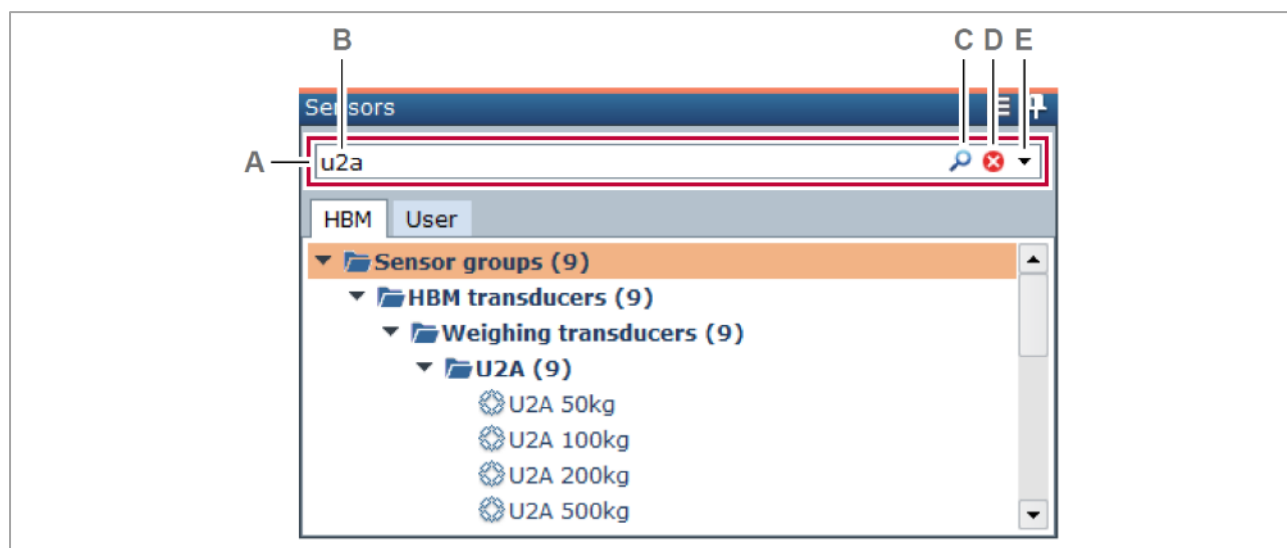 B C D E
Sensors
A
u2a
HBM User
Sensor groups (9)
HBM transducers (9)
Weighing transducers (9)
U2A (9)
U2A 50kg
U2A 100kg
U2A 200kg
U2A 500kg